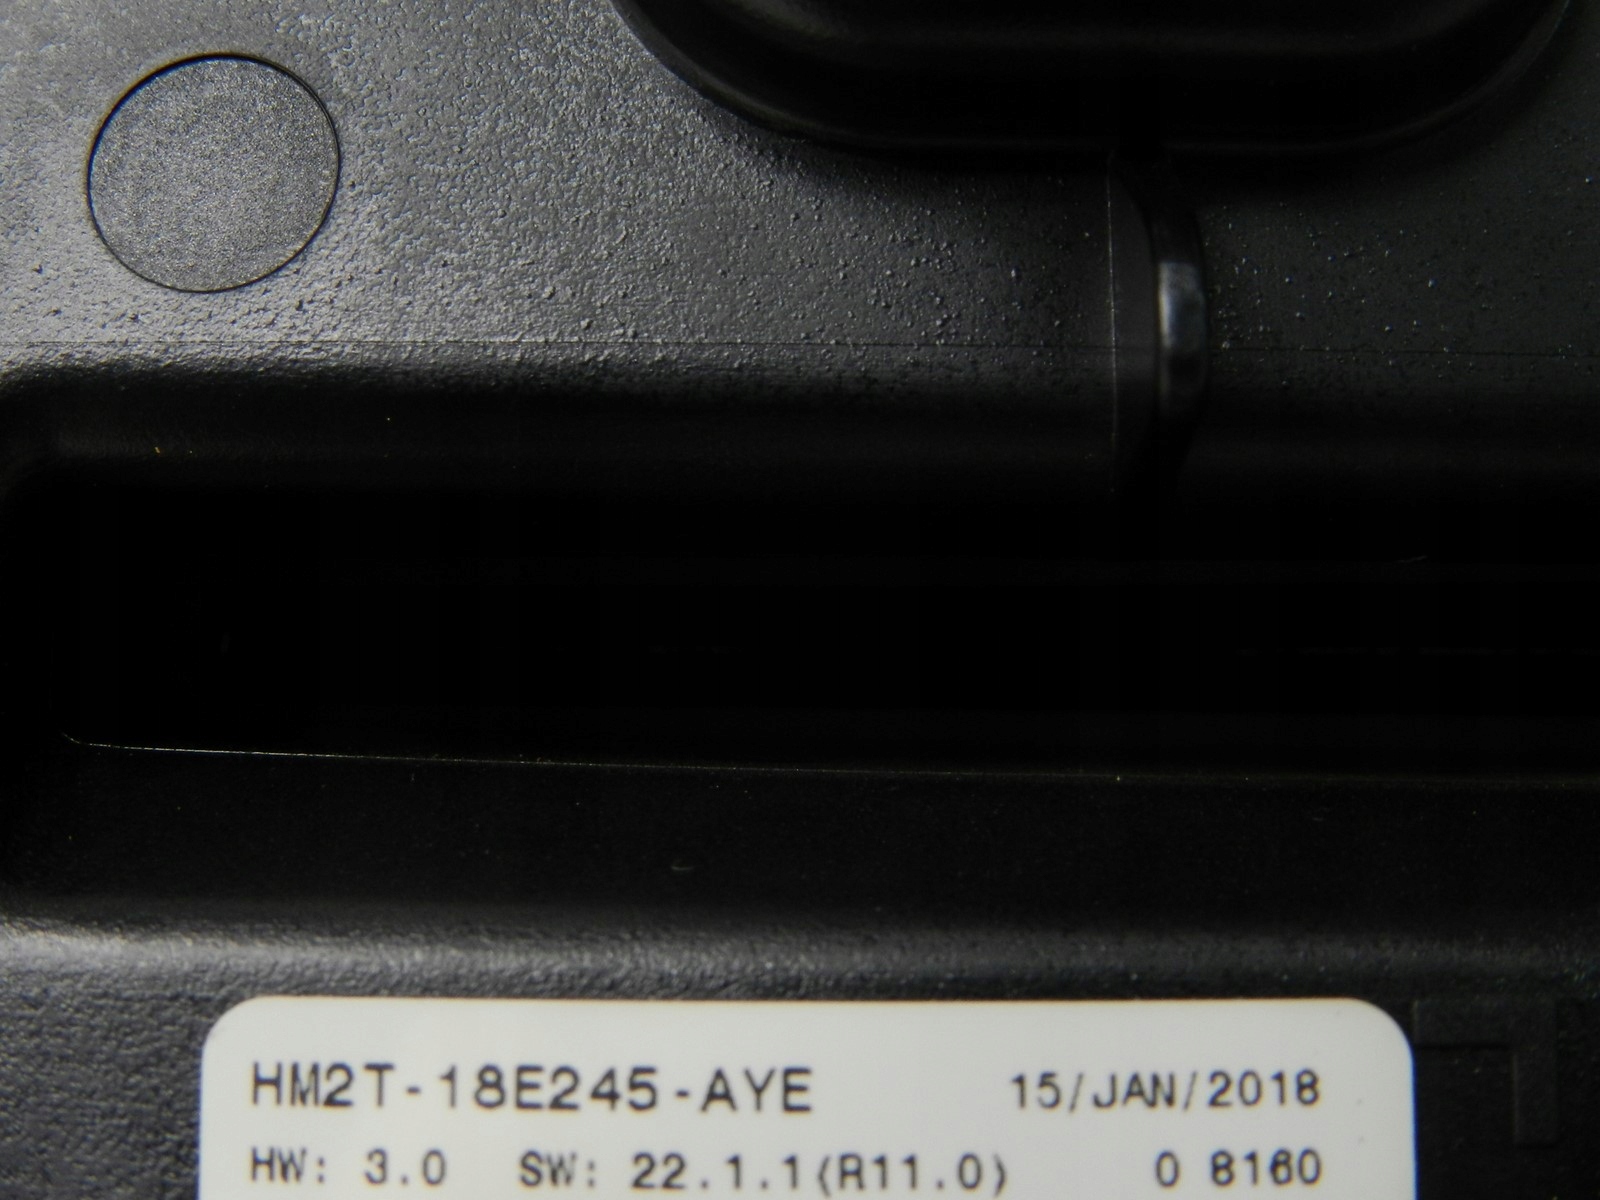 HM2T-18E245-AYE 15/JAN/2018
HW: 3.0 SW: 22.1.1(R11.0) 0 8160